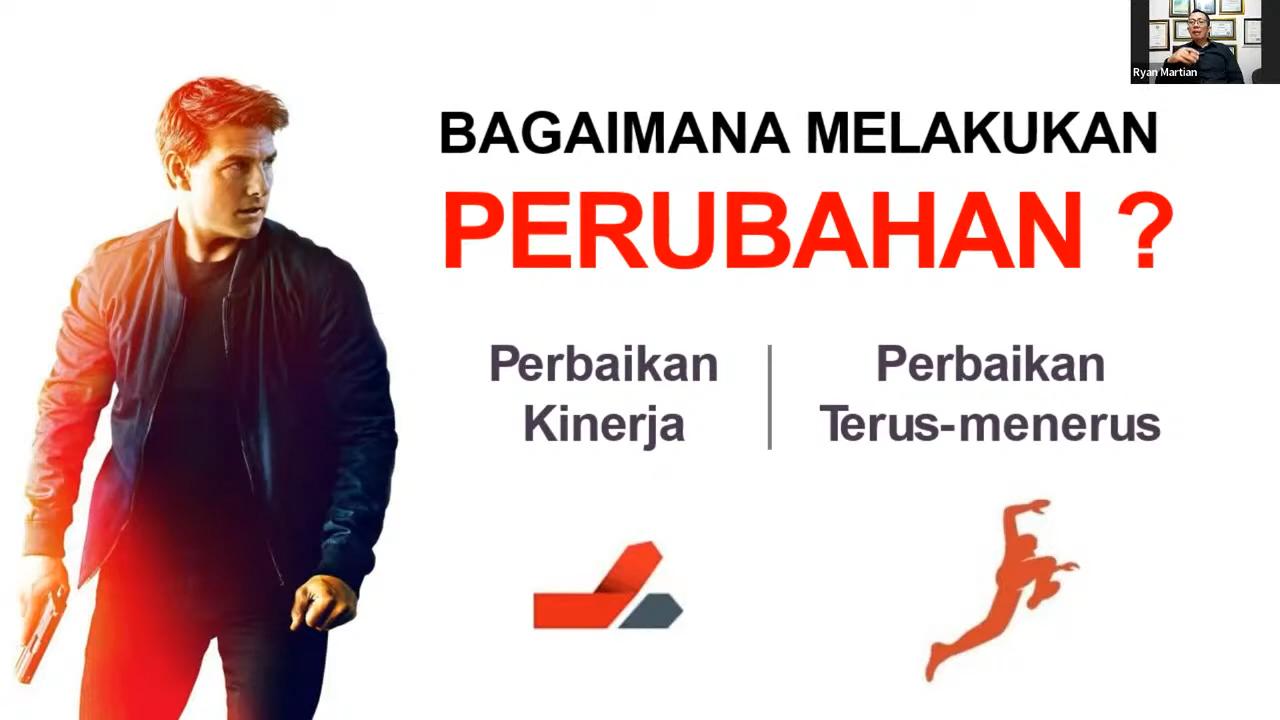 Ryan Martian
BAGAIMANA MELAKUKAN
PERUBAHAN ?
Perbaikan
Kinerja
Perbaikan
Terus-menerus